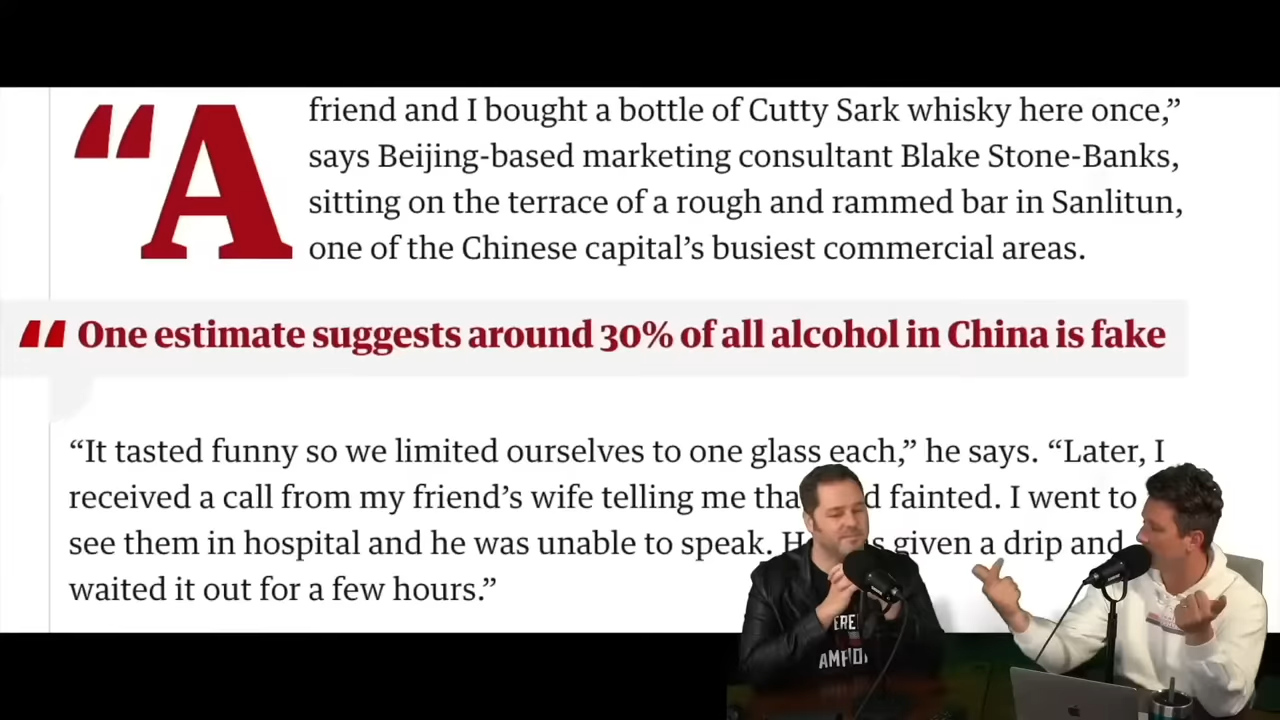 “A friend and I bought a bottle of Cutty Sark whisky here once,”
says Beijing-based marketing consultant Blake Stone-Banks,
sitting on the terrace of a rough and rammed bar in Sanlitun,
one of the Chinese capital’s busiest commercial areas.
“ One estimate suggests around 30% of all alcohol in China is fake
“It tasted funny so we limited ourselves to one glass each,” he says. “Later, I
received a call from my friend’s wife telling me fainted. I went to
see them in hospital and he was unable to speak. given a drip and
waited it out for a few hours.”